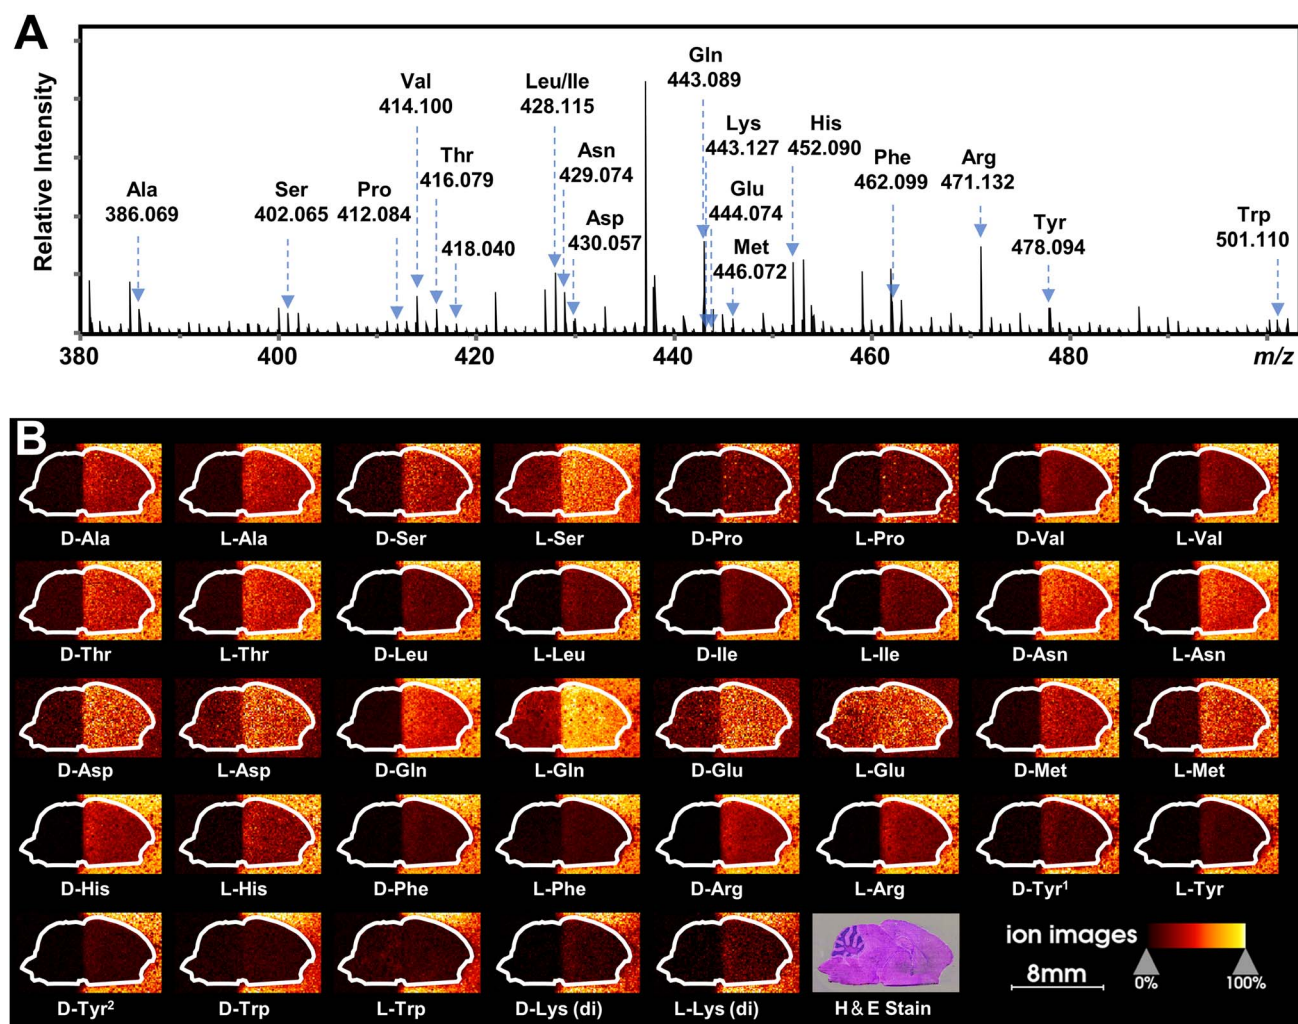 A
Relative Intensity
Ala
386.069
Ser
402.065
Pro
412.084
Val
414.100
Thr
416.079
418.040
Leu/Ile
428.115
Asn
429.074
Asp
430.057
Gln
443.089
Lys
443.127
Glu
444.074
Met
446.072
His
452.090
Phe
462.099
Arg
471.132
Tyr
478.094
Trp
501.110
380 400 420 440 460 480 m/z
B
D-Ala L-Ala D-Ser L-Ser D-Pro L-Pro D-Val L-Val
D-Thr L-Thr D-Leu L-Leu D-Ile L-Ile D-Asn L-Asn
D-Asp L-Asp D-Gln L-Gln D-Glu L-Glu D-Met L-Met
D-His L-His D-Phe L-Phe D-Arg L-Arg D-Tyr¹ L-Tyr
D-Tyr² D-Trp L-Trp D-Lys (di) L-Lys (di) H&E Stain
ion images
8mm
0% 100%